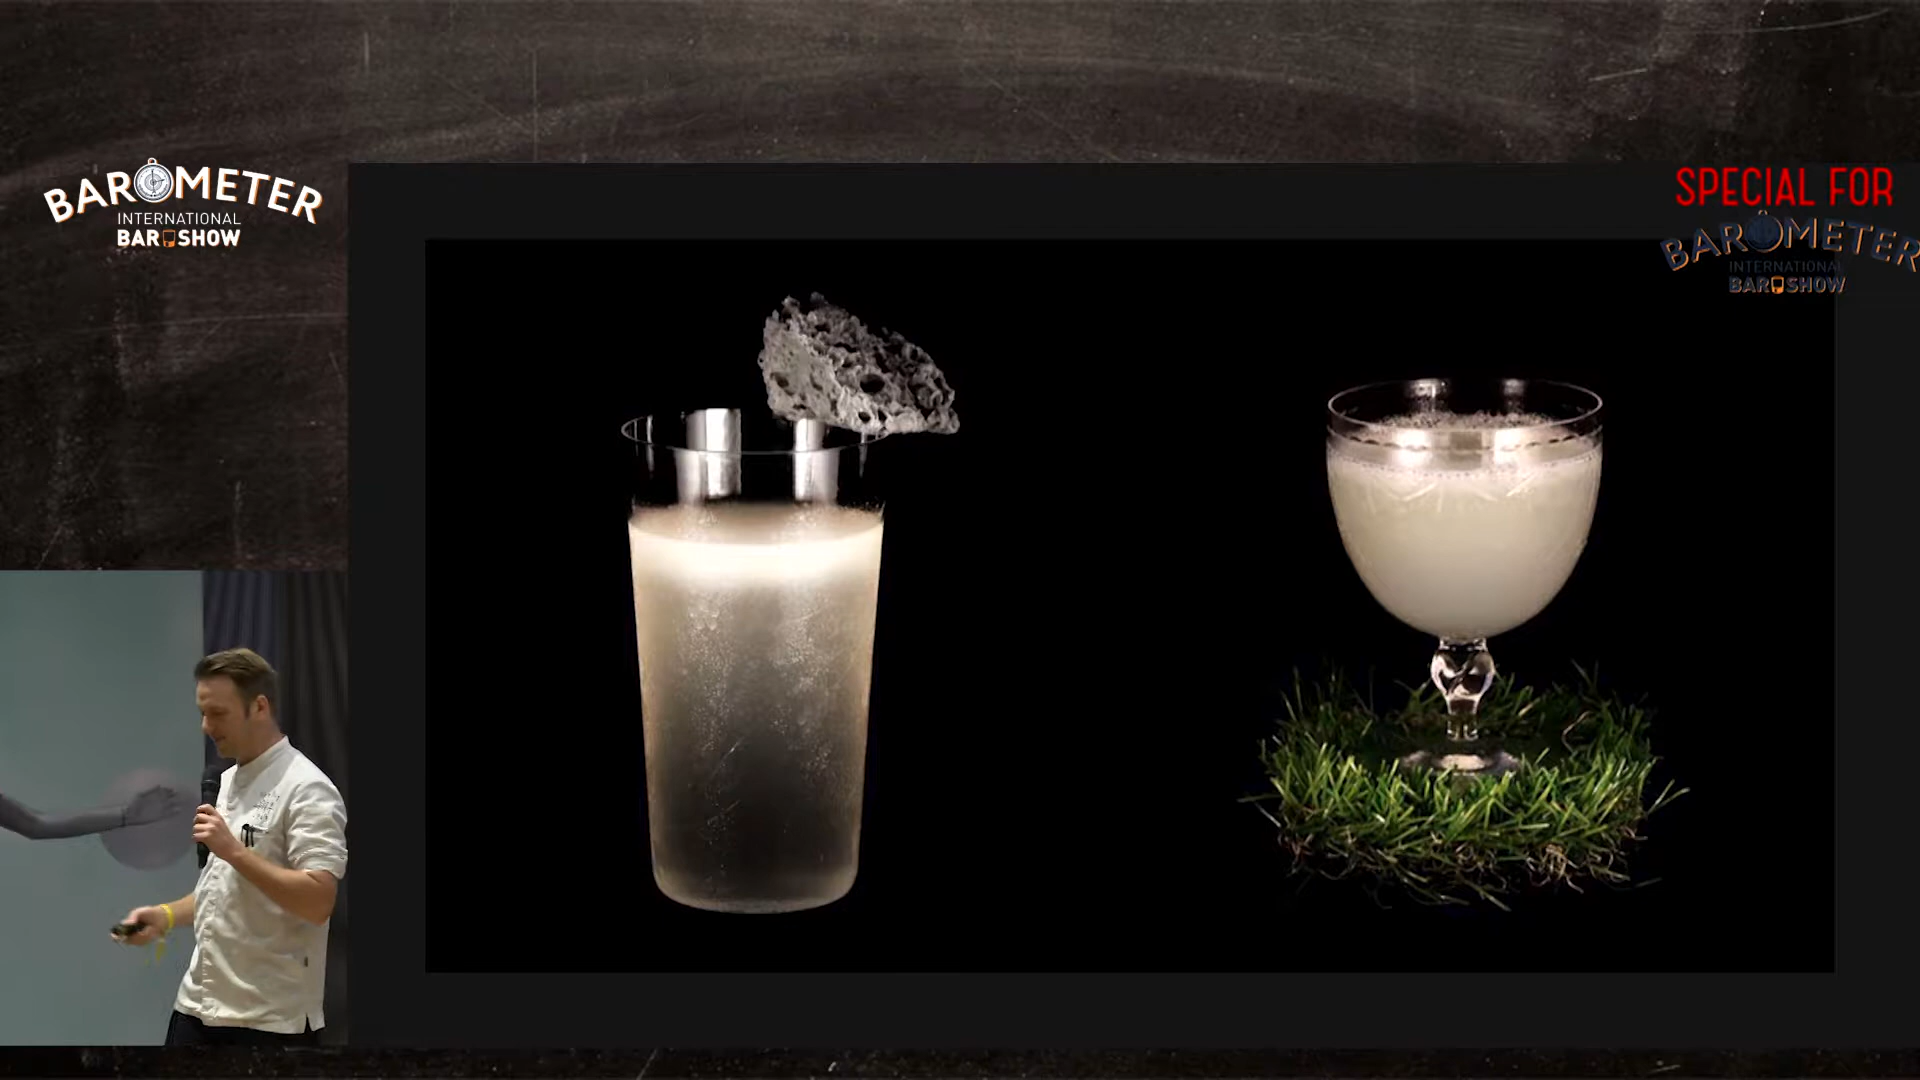 BAROMETER
INTERNATIONAL
BAR SHOW
SPECIAL FOR
BAROMETER
INTERNATIONAL
BAR SHOW